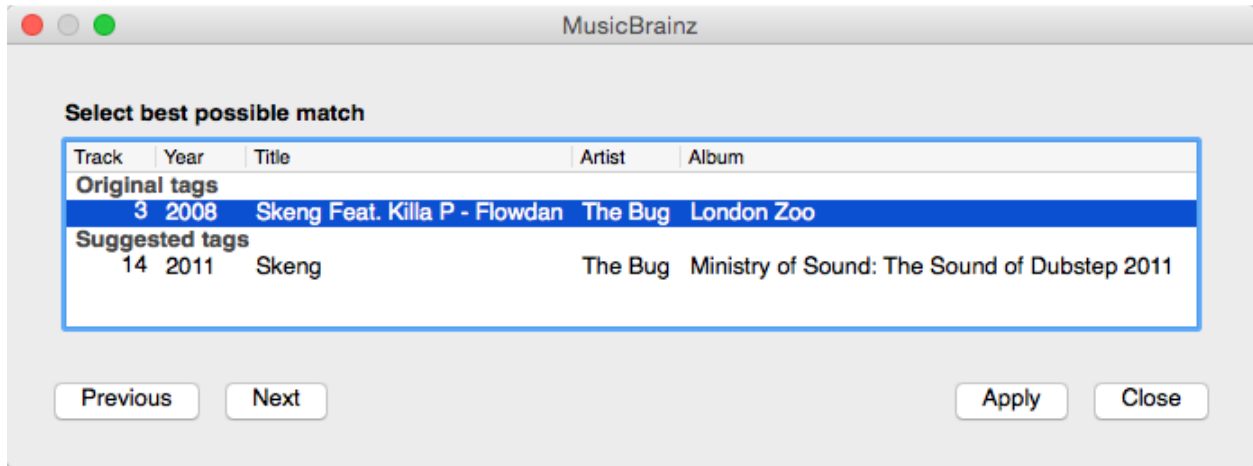 MusicBrainz
Select best possible match
Track Year Title Artist Album
Original tags
3 2008 Skeng Feat. Killa P - Flowdan The Bug London Zoo
Suggested tags
14 2011 Skeng The Bug Ministry of Sound: The Sound of Dubstep 2011
Previous Next Apply Close